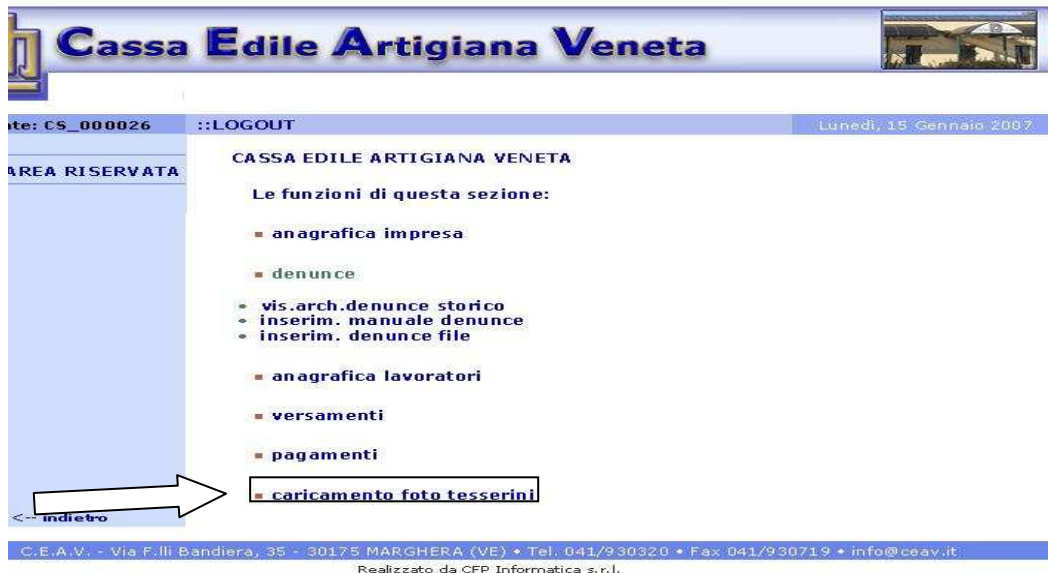 Cassa Edile Artigiana Veneta
nte: CS_000026 ::LOGOUT Lunedì, 15 Gennaio 2007
AREA RISERVATA
CASSA EDILE ARTIGIANA VENETA
Le funzioni di questa sezione:
anagrafica impresa
denunce
vis.arch.denunce storico
inserim. manuale denunce
inserim. denunce file
anagrafica lavoratori
versamenti
pagamenti
caricamento foto tesserini
<-- indietro
C.E.A.V. - Via F.lli Bandiera, 35 - 30175 MARGHERA (VE) • Tel. 041/930320 • Fax 041/930719 • info@ceav.it
Realizzato da CFP Informatica s.r.l.